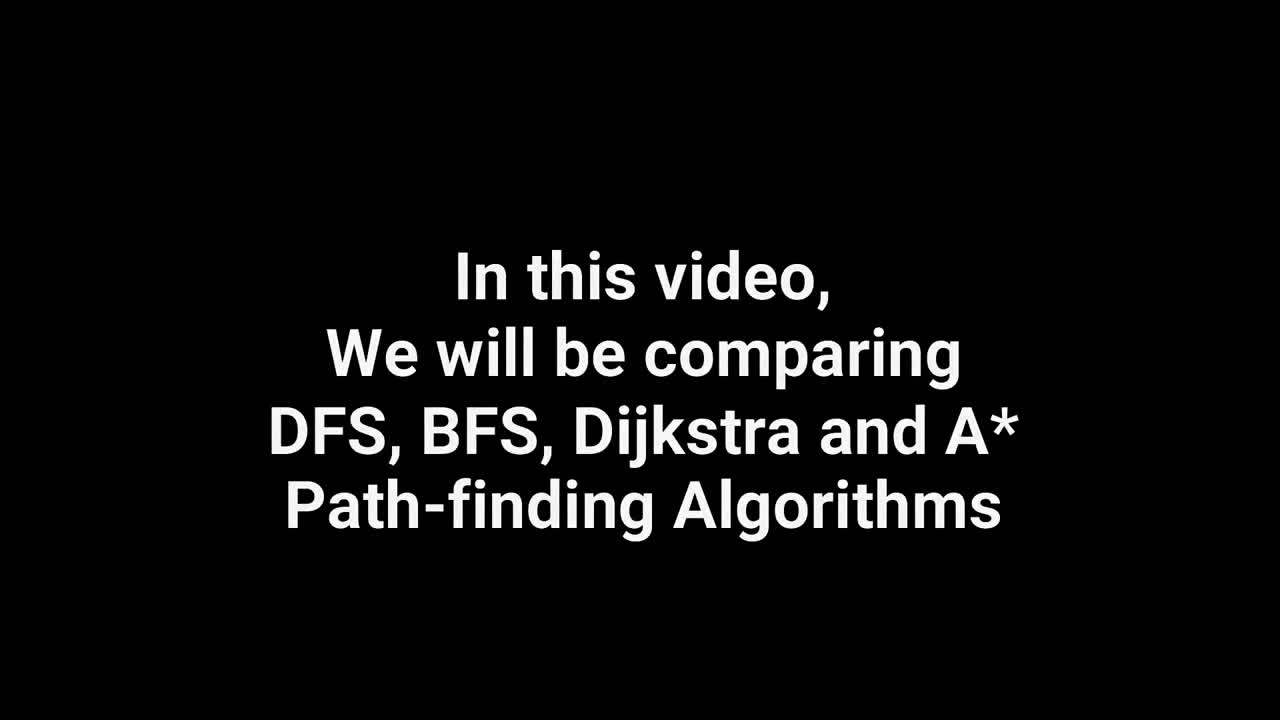 In this video,
We will be comparing
DFS, BFS, Dijkstra and A*
Path-finding Algorithms